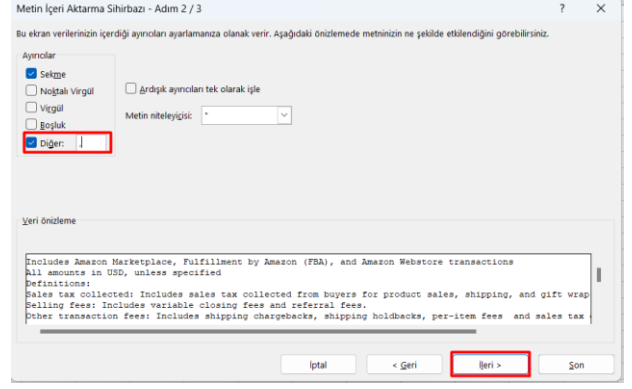 Metin İçeri Aktarma Sihirbazı - Adım 2 / 3
? ×
Bu ekran verilerinizin içerdiği ayırıcıları ayarlamanıza olanak verir. Aşağıdaki önizlemede metninizin ne şekilde etkilendiğini görebilirsiniz.
Ayırıcılar
Sekme
Noktalı Virgül
Virgül
Boşluk
Diğer: .
Ardışık ayırıcıları tek olarak işle
Metin niteleyicisi: "
Veri önizleme
Includes Amazon Marketplace, Fulfillment by Amazon (FBA), and Amazon Webstore transactions
All amounts in USD, unless specified
Definitions:
Sales tax collected: Includes sales tax collected from buyers for product sales, shipping, and gift wrap
Selling fees: Includes variable closing fees and referral fees.
Other transaction fees: Includes shipping chargebacks, shipping holdbacks, per-item fees and sales tax
İptal
< Geri
İleri >
Son